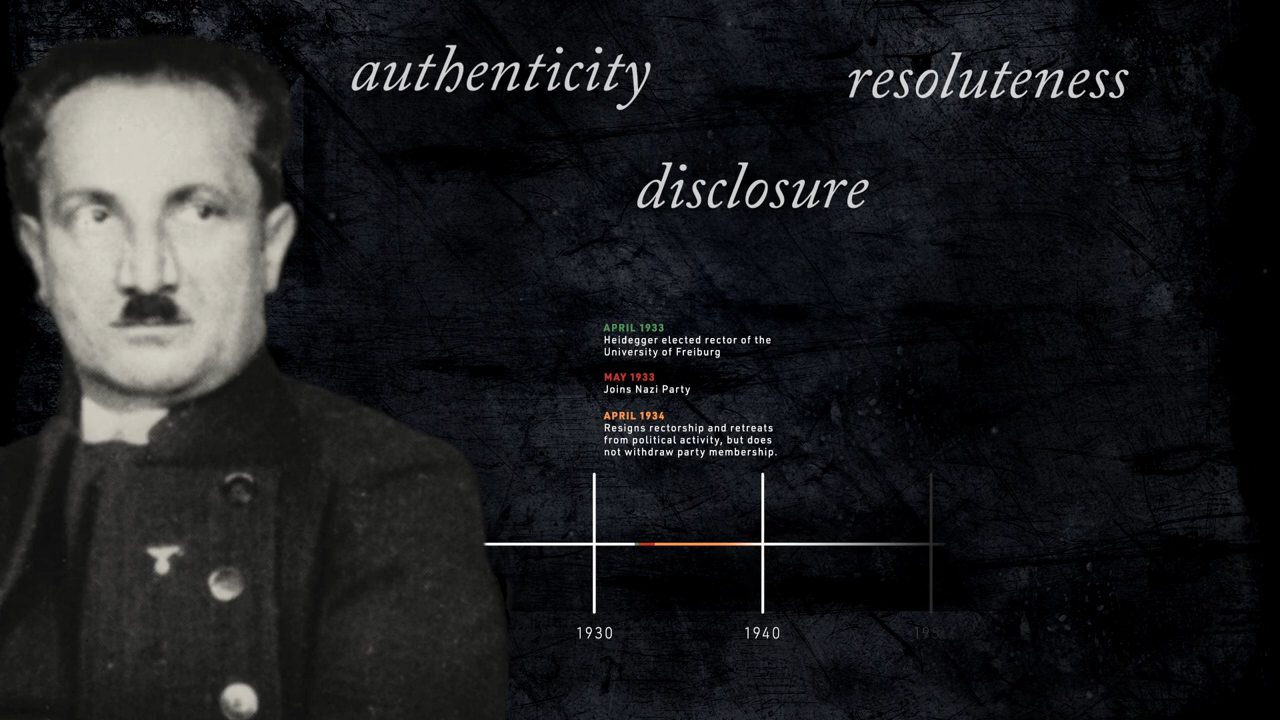 authenticity
resoluteness
disclosure
APRIL 1933
Heidegger elected rector of the
University of Freiburg
MAY 1933
Joins Nazi Party
APRIL 1934
Resigns rectorship and retreats
from political activity, but does
not withdraw party membership.
1930
1940